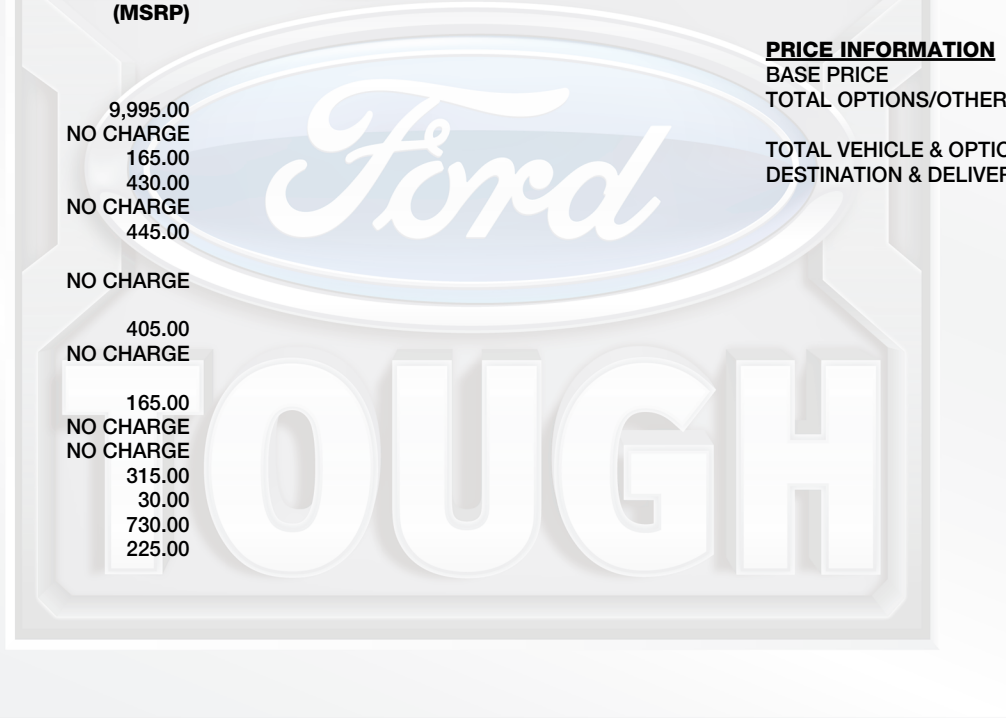 (MSRP)
9,995.00
NO CHARGE
165.00
430.00
NO CHARGE
445.00
NO CHARGE
405.00
NO CHARGE
165.00
NO CHARGE
NO CHARGE
315.00
30.00
730.00
225.00
PRICE INFORMATION
BASE PRICE
TOTAL OPTIONS/OTHER
TOTAL VEHICLE & OPTIO
DESTINATION & DELIVER
Ford
TOUGH